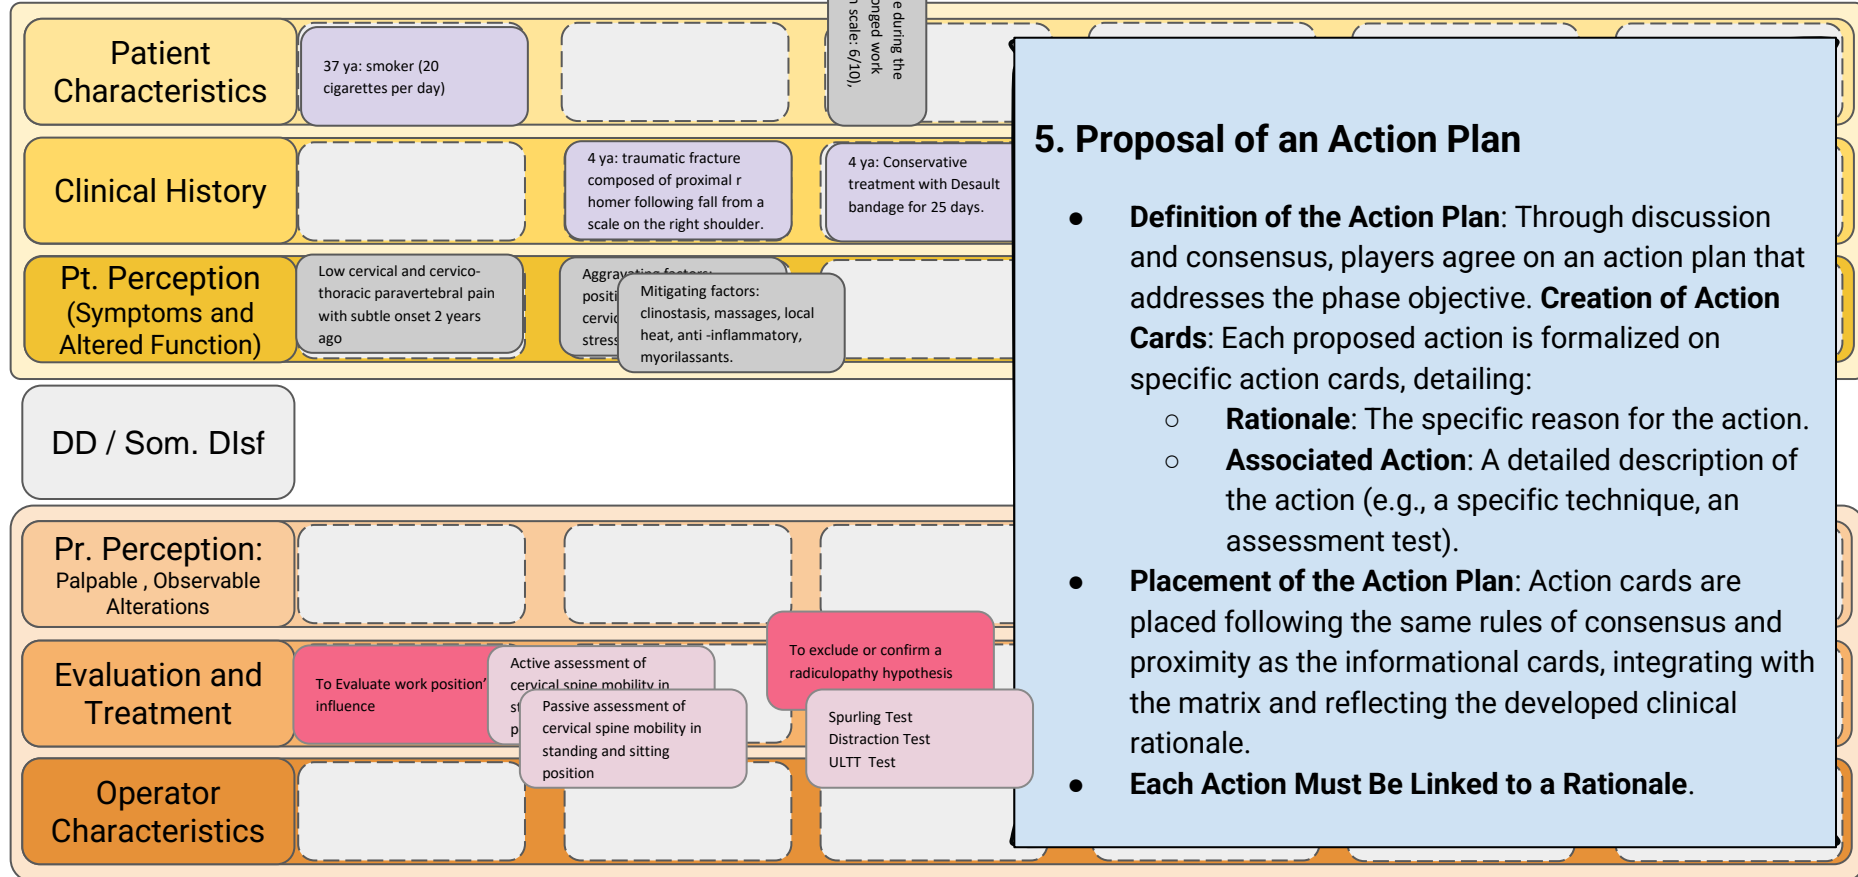 e during the
onged work
n scale: 6/10),
Patient
Characteristics
37 ya: smoker (20
cigarettes per day)
Clinical History
4 ya: traumatic fracture
composed of proximal r
homer following fall from a
scale on the right shoulder.
4 ya: Conservative
treatment with Desault
bandage for 25 days.
Pt. Perception
(Symptoms and
Altered Function)
Low cervical and cervico-
thoracic paravertebral pain
with subtle onset 2 years
ago
Aggravating factors:
positi
cervic
stress
Mitigating factors:
clinostasis, massages, local
heat, anti -inflammatory,
myorilassants.
DD / Som. DIsf
Pr. Perception:
Palpable , Observable
Alterations
Evaluation and
Treatment
To Evaluate work position'
influence
Active assessment of
cervical spine mobility in
st
p
Passive assessment of
cervical spine mobility in
standing and sitting
position
To exclude or confirm a
radiculopathy hypothesis
Spurling Test
Distraction Test
ULTT Test
Operator
Characteristics
5. Proposal of an Action Plan
● Definition of the Action Plan: Through discussion
and consensus, players agree on an action plan that
addresses the phase objective. Creation of Action
Cards: Each proposed action is formalized on
specific action cards, detailing:
○ Rationale: The specific reason for the action.
○ Associated Action: A detailed description of
the action (e.g., a specific technique, an
assessment test).
● Placement of the Action Plan: Action cards are
placed following the same rules of consensus and
proximity as the informational cards, integrating with
the matrix and reflecting the developed clinical
rationale.
● Each Action Must Be Linked to a Rationale.